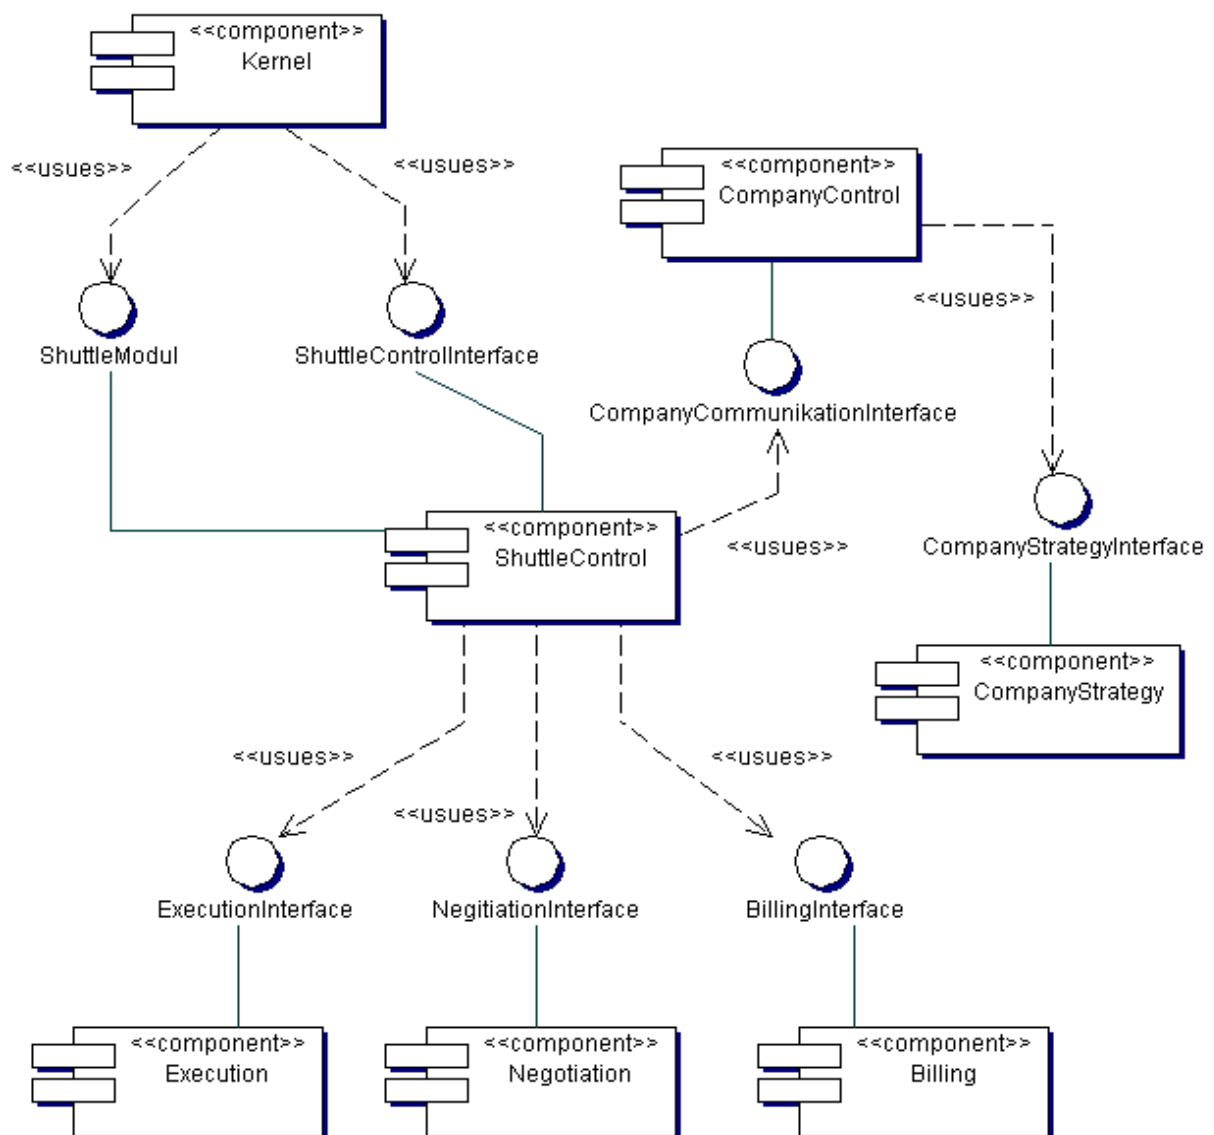 <<component>>
Kernel
<<usues>>
<<usues>>
<<component>>
CompanyControl
<<usues>>
ShuttleModul
ShuttleControlInterface
CompanyCommunikationInterface
<<component>>
ShuttleControl
<<usues>>
CompanyStrategyInterface
<<component>>
CompanyStrategy
<<usues>>
<<usues>>
<<usues>>
ExecutionInterface
NegitiationInterface
BillingInterface
<<component>>
Execution
<<component>>
Negotiation
<<component>>
Billing